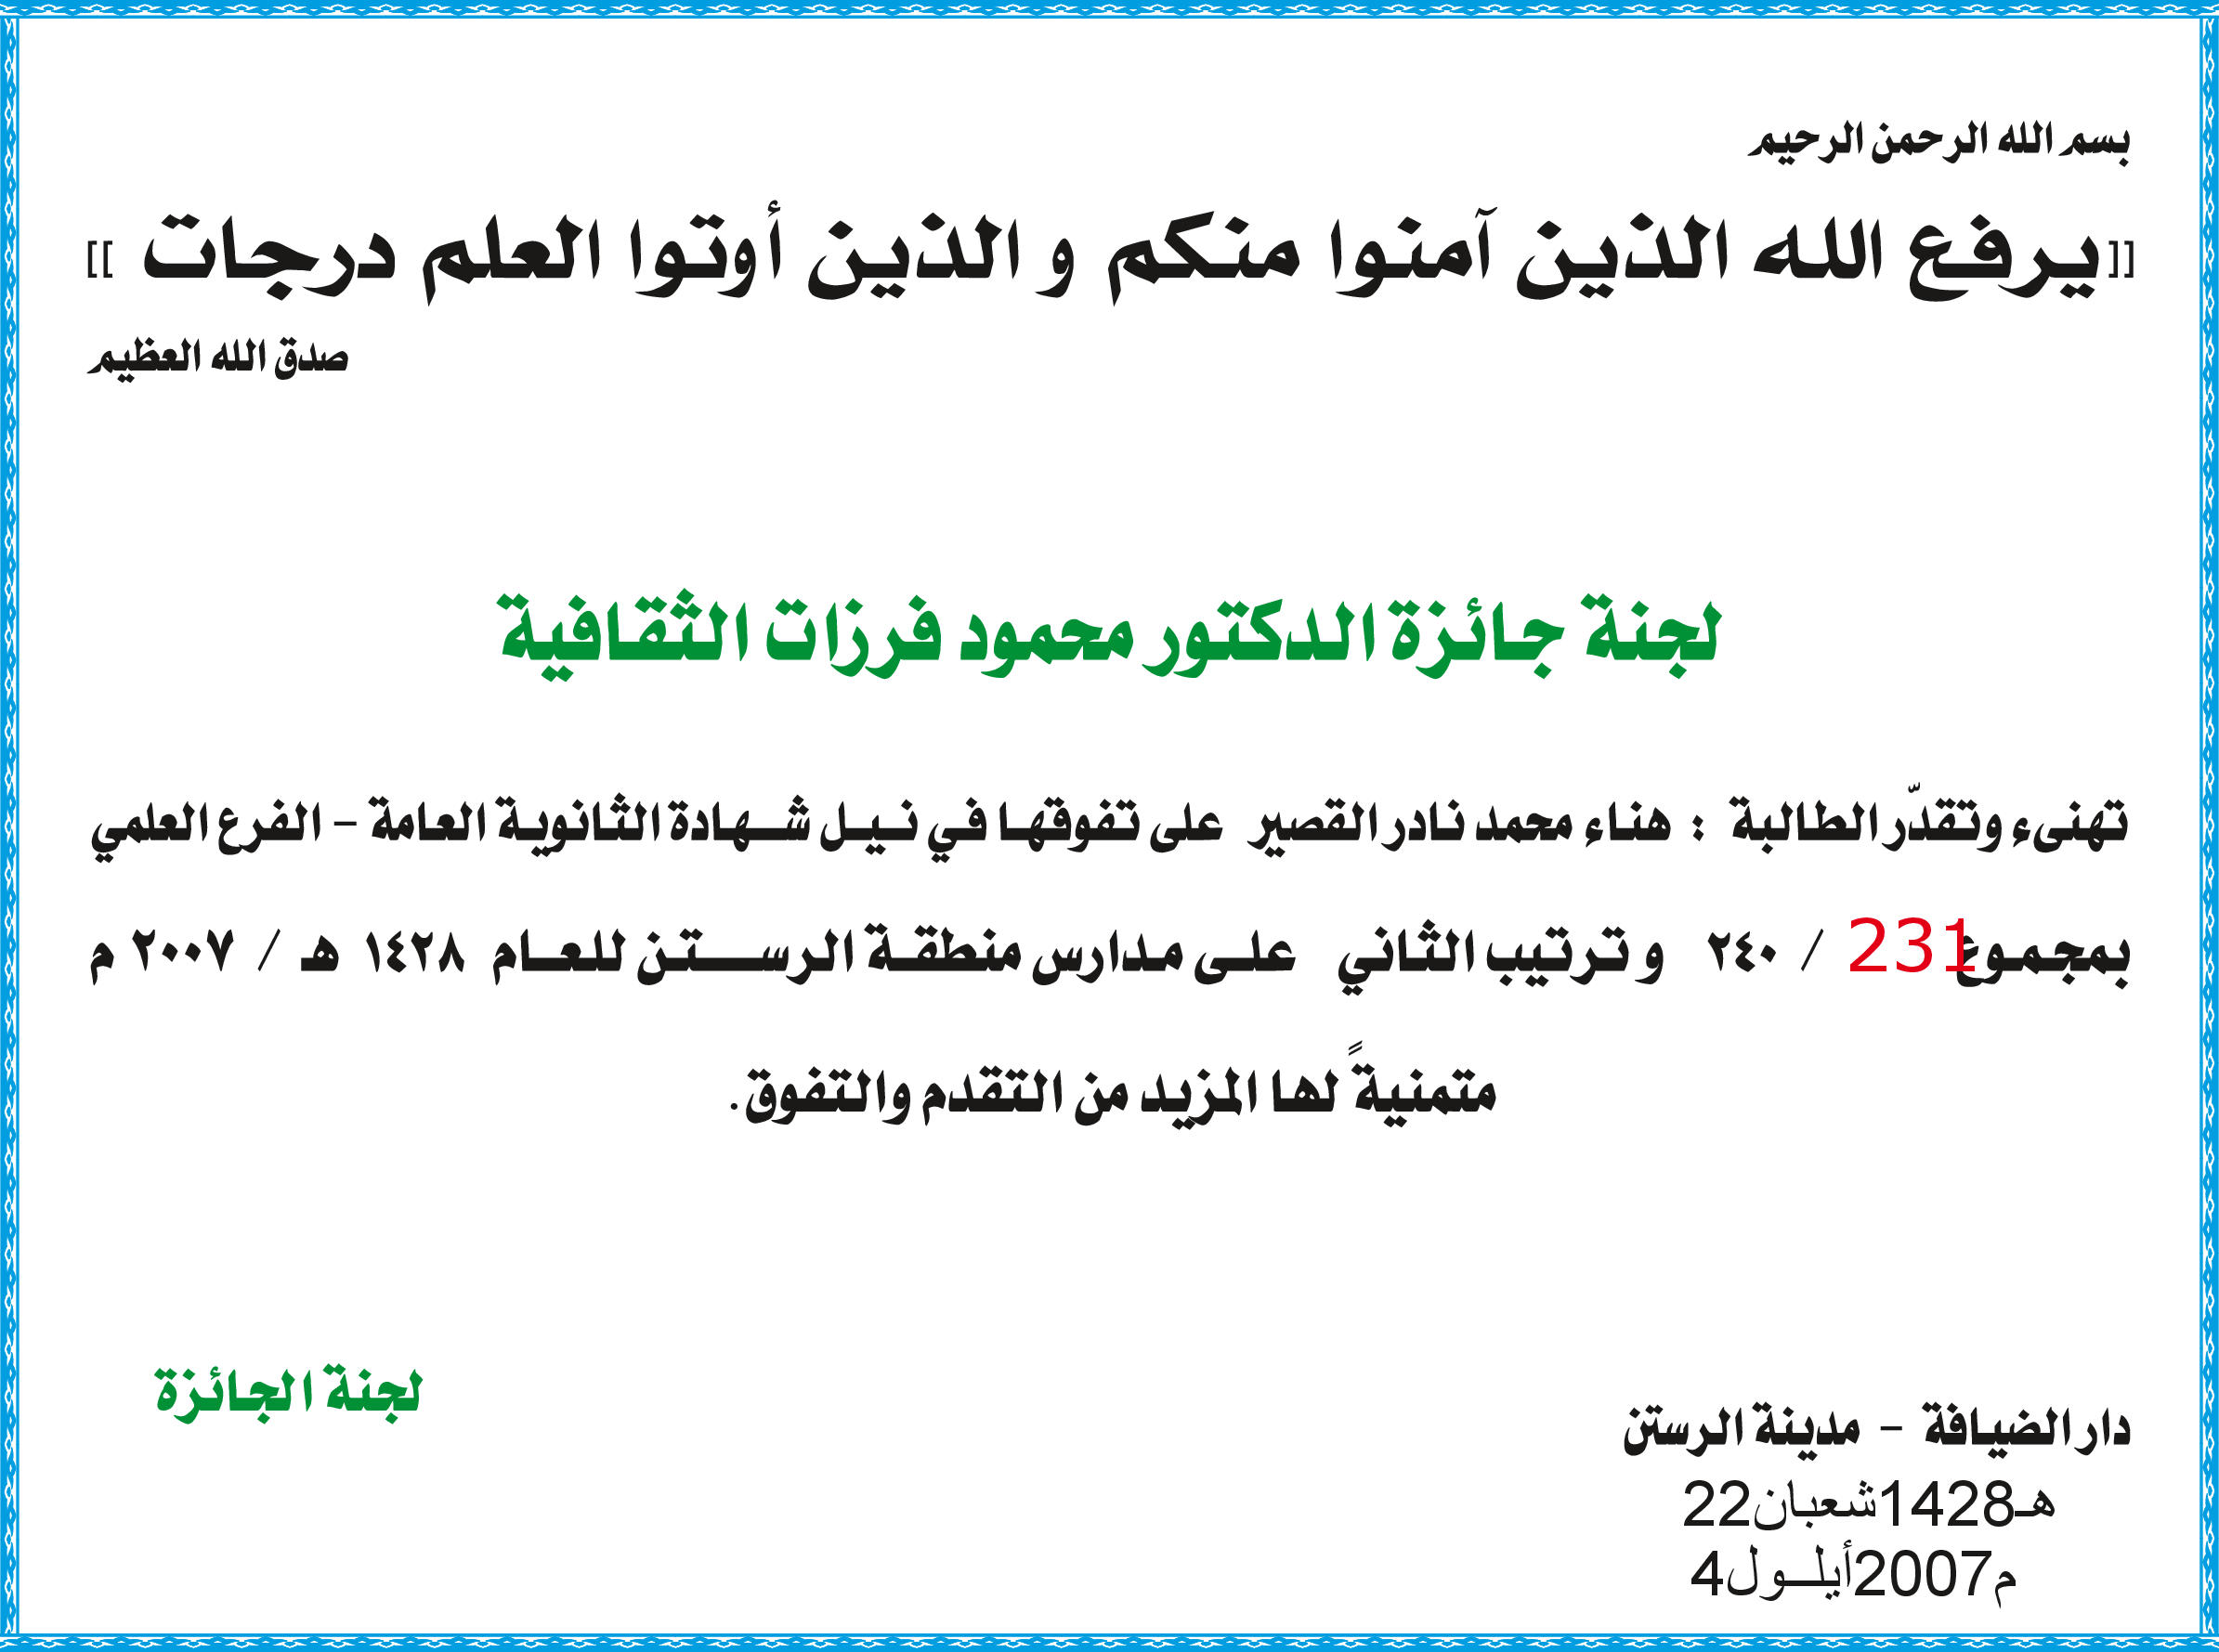 بسم الله الرحمن الرحيم
[[يرفع الله الذين آمنوا منكم و الذين أوتوا العلم درجات ]]
صدق الله العظيم
لجنة جائزة الدكتور محمود فرزات الثقافية
تهنىء وتقدّر الطالبة : هناء محمد نادر القصير على تفوقها في نيل شهادة الثانوية العامة - الفرع العلمي
بمجموع 231 / ٢٤٠ و ترتيب الثاني على مدارس منطقة الرستن للعام ١٤٢٨ هـ / ٢٠٠٧ م
متمنيةً لها المزيد من التقدم والتفوق.
لجنة الجائزة
دار الضيافة - مدينة الرستن
هـ1428شعبان22
م2007أيلول4